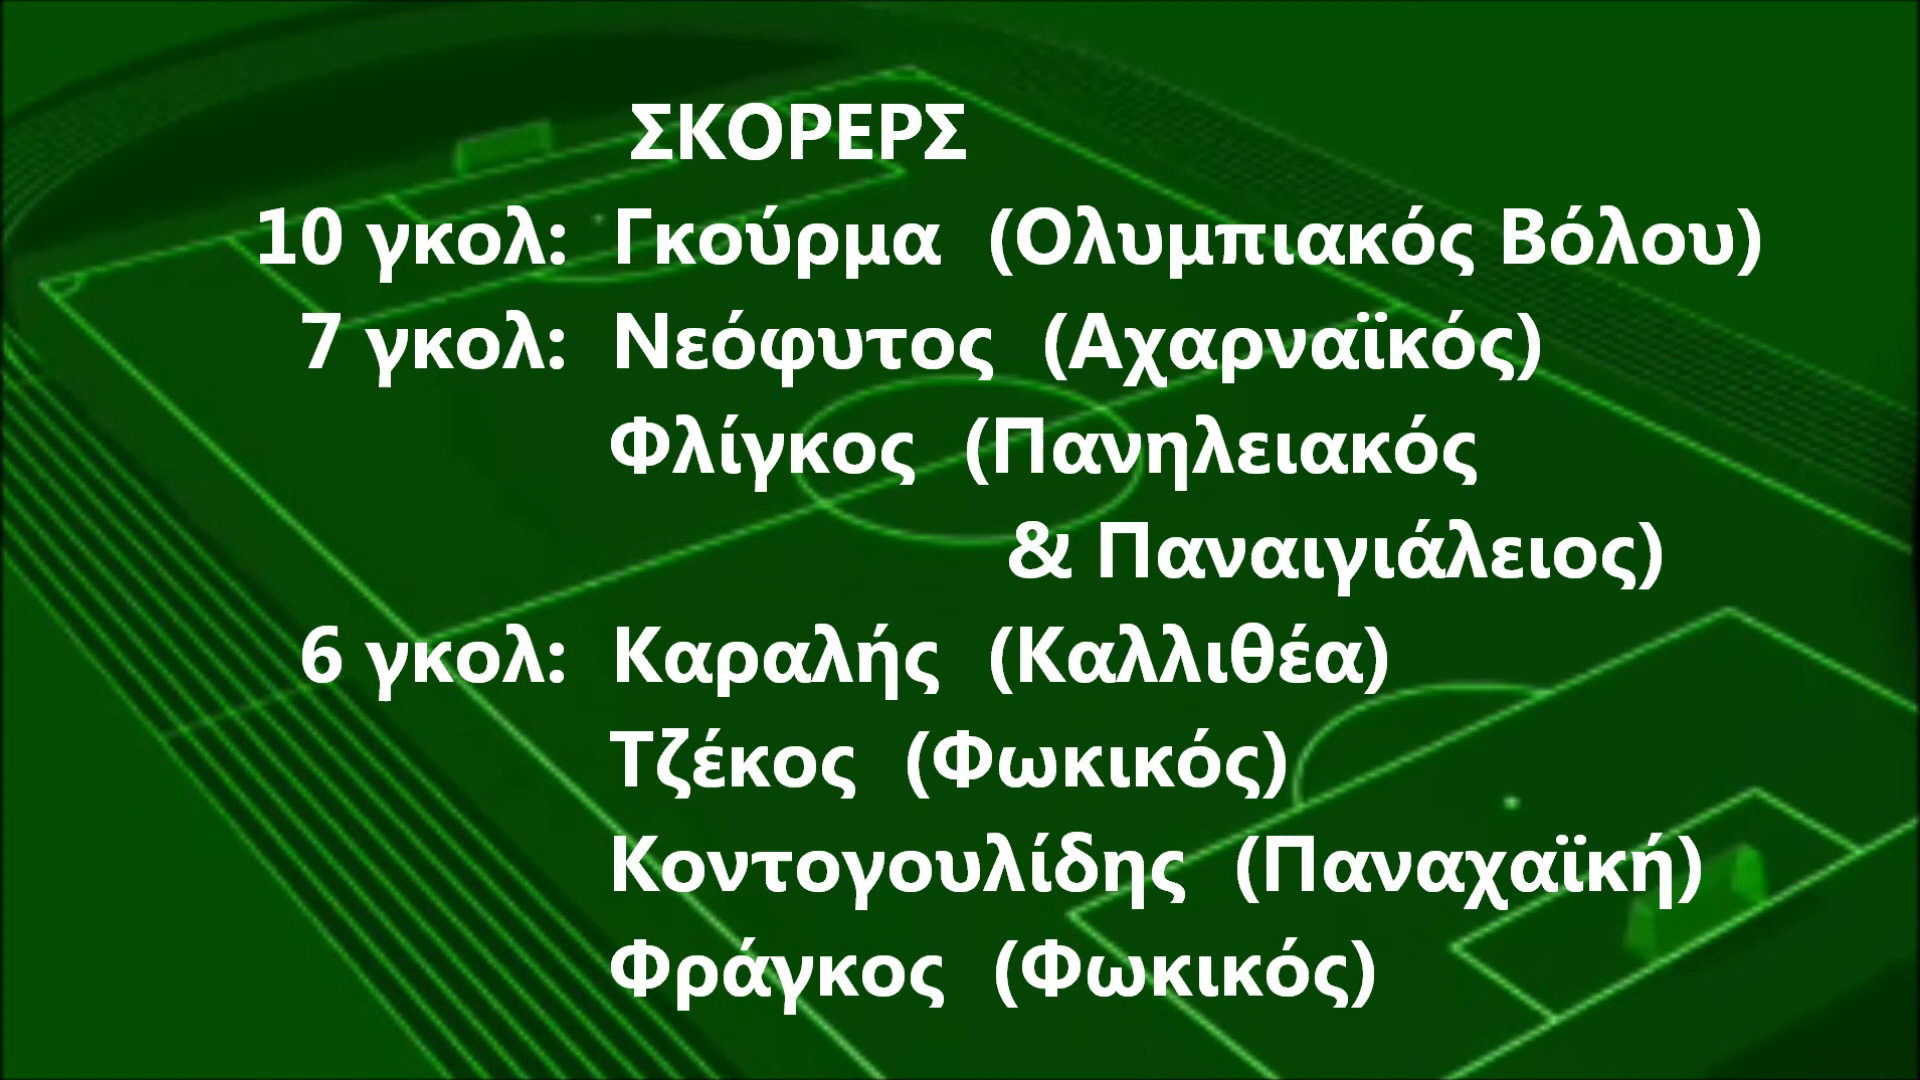 ΣΚΟΡΕΡΣ
10 γκολ: Γκούρμα (Ολυμπιακός Βόλου)
7 γκολ: Νεόφυτος (Αχαρναϊκός)
Φλίγκος (Πανηλειακός
& Παναιγιάλειος)
6 γκολ: Καραλής (Καλλιθέα)
Τζέκος (Φωκικός)
Κοντογουλίδης (Παναχαϊκή)
Φράγκος (Φωκικός)